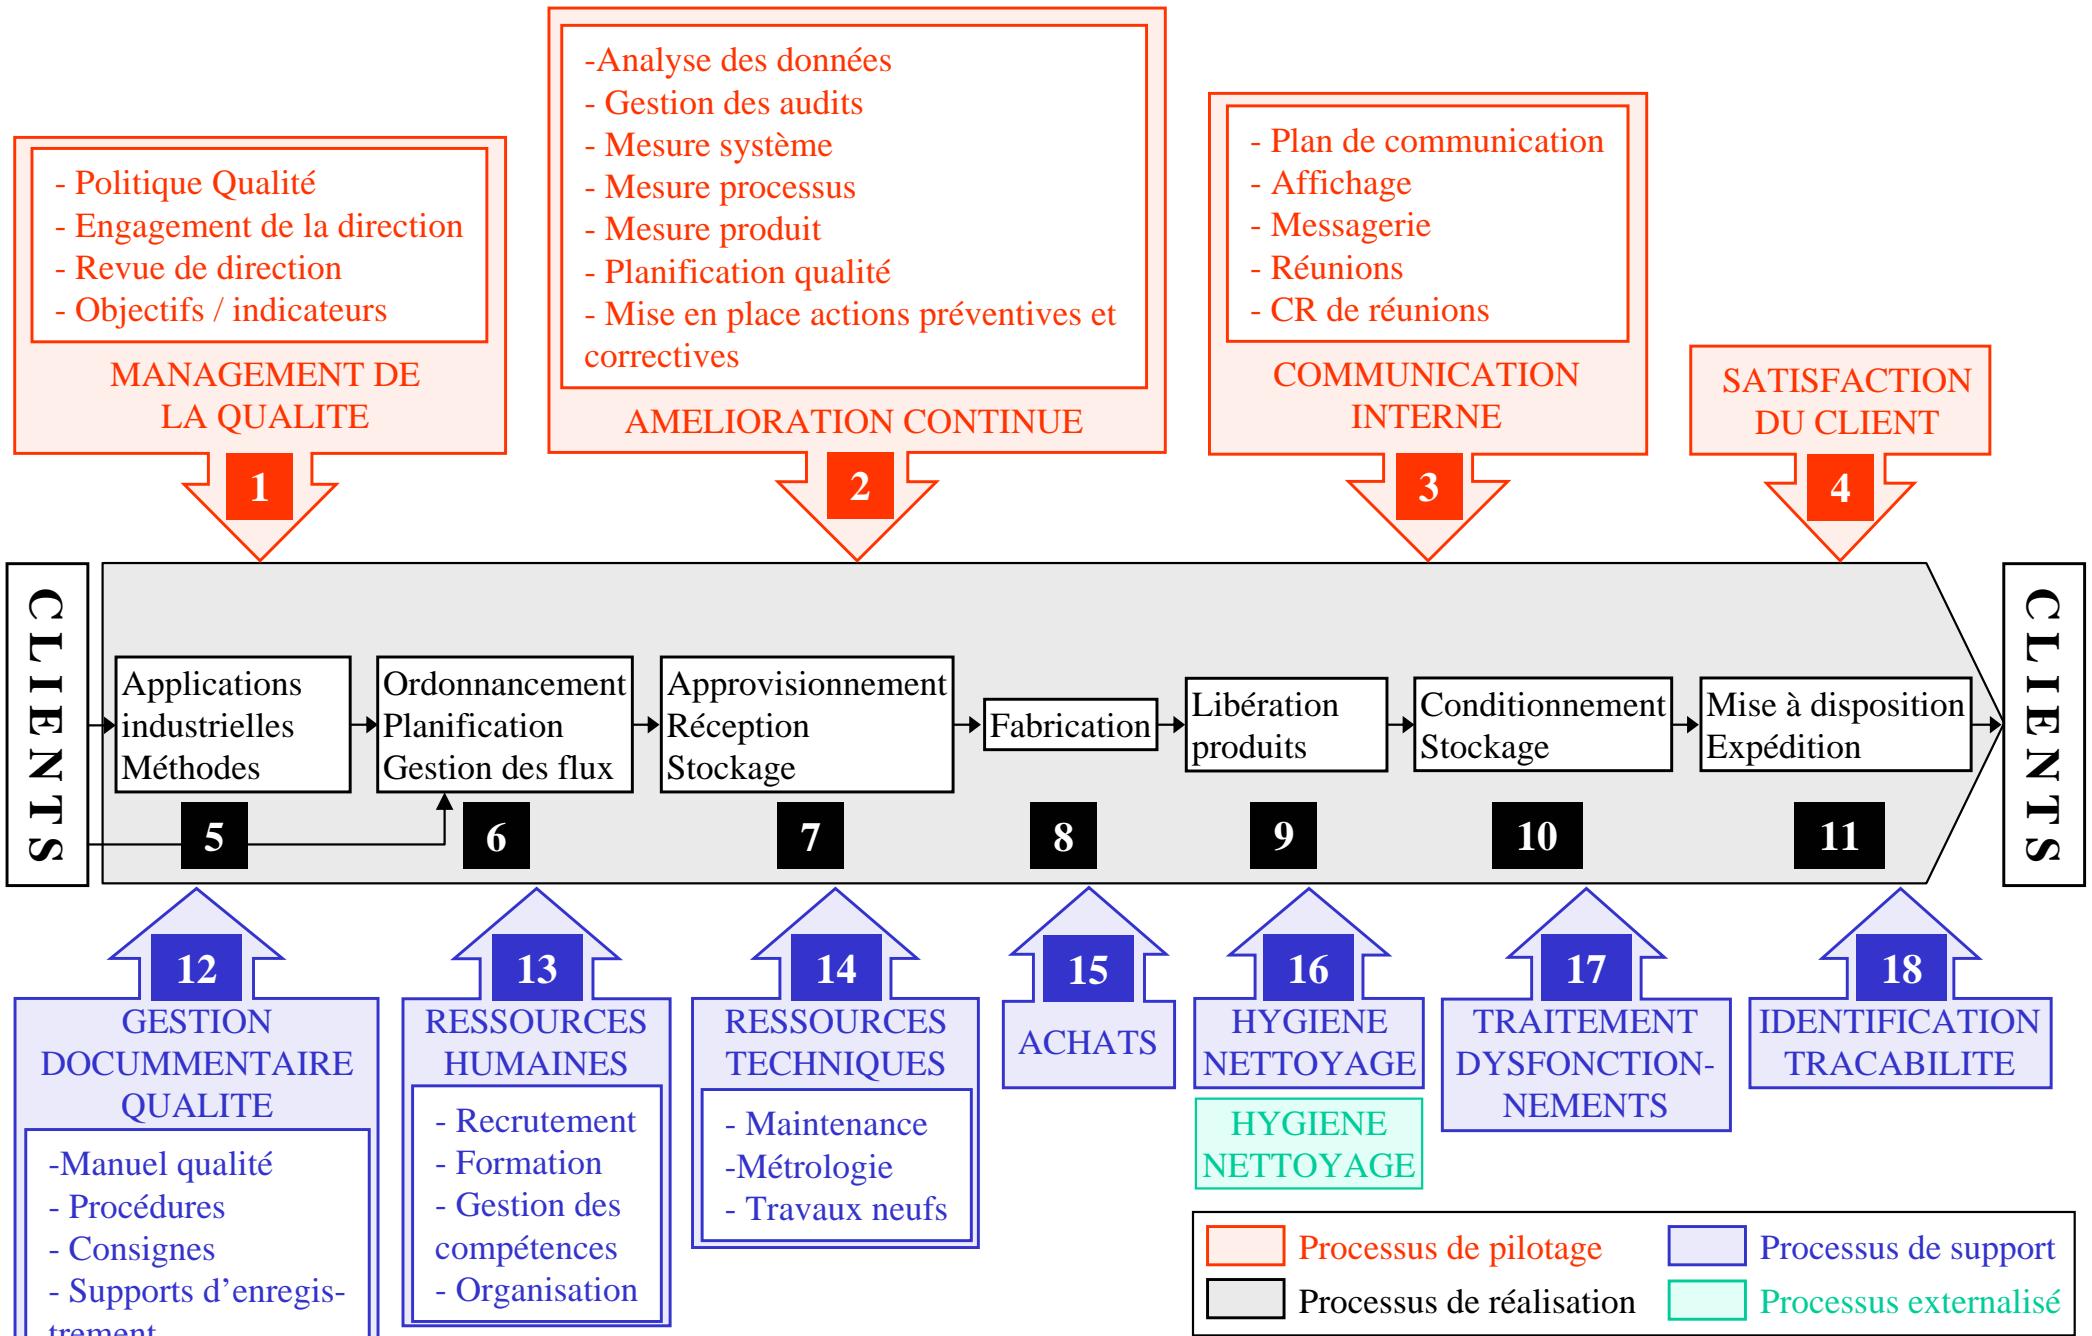 -Analyse des données
- Gestion des audits
- Mesure système
- Mesure processus
- Mesure produit
- Planification qualité
- Mise en place actions préventives et
correctives
AMELIORATION CONTINUE
2
- Politique Qualité
- Engagement de la direction
- Revue de direction
- Objectifs / indicateurs
MANAGEMENT DE
LA QUALITE
1
- Plan de communication
- Affichage
- Messagerie
- Réunions
- CR de réunions
COMMUNICATION
INTERNE
3
SATISFACTION
DU CLIENT
4
CLIENTS
Applications
industrielles
Méthodes
5
Ordonnancement
Planification
Gestion des flux
6
Approvisionnement
Réception
Stockage
7
Fabrication
8
Libération
produits
9
Conditionnement
Stockage
10
Mise à disposition
Expédition
11
CLIENTS
12
GESTION
DOCUMMENTAIRE
QUALITE
-Manuel qualité
- Procédures
- Consignes
- Supports d’enregis-
trement
13
RESSOURCES
HUMAINES
- Recrutement
- Formation
- Gestion des
compétences
- Organisation
14
RESSOURCES
TECHNIQUES
- Maintenance
-Métrologie
- Travaux neufs
15
ACHATS
16
HYGIENE
NETTOYAGE
HYGIENE
NETTOYAGE
17
TRAITEMENT
DYSFONCTION-
NEMENTS
18
IDENTIFICATION
TRACABILITE
Processus de pilotage
Processus de support
Processus de réalisation
Processus externalisé